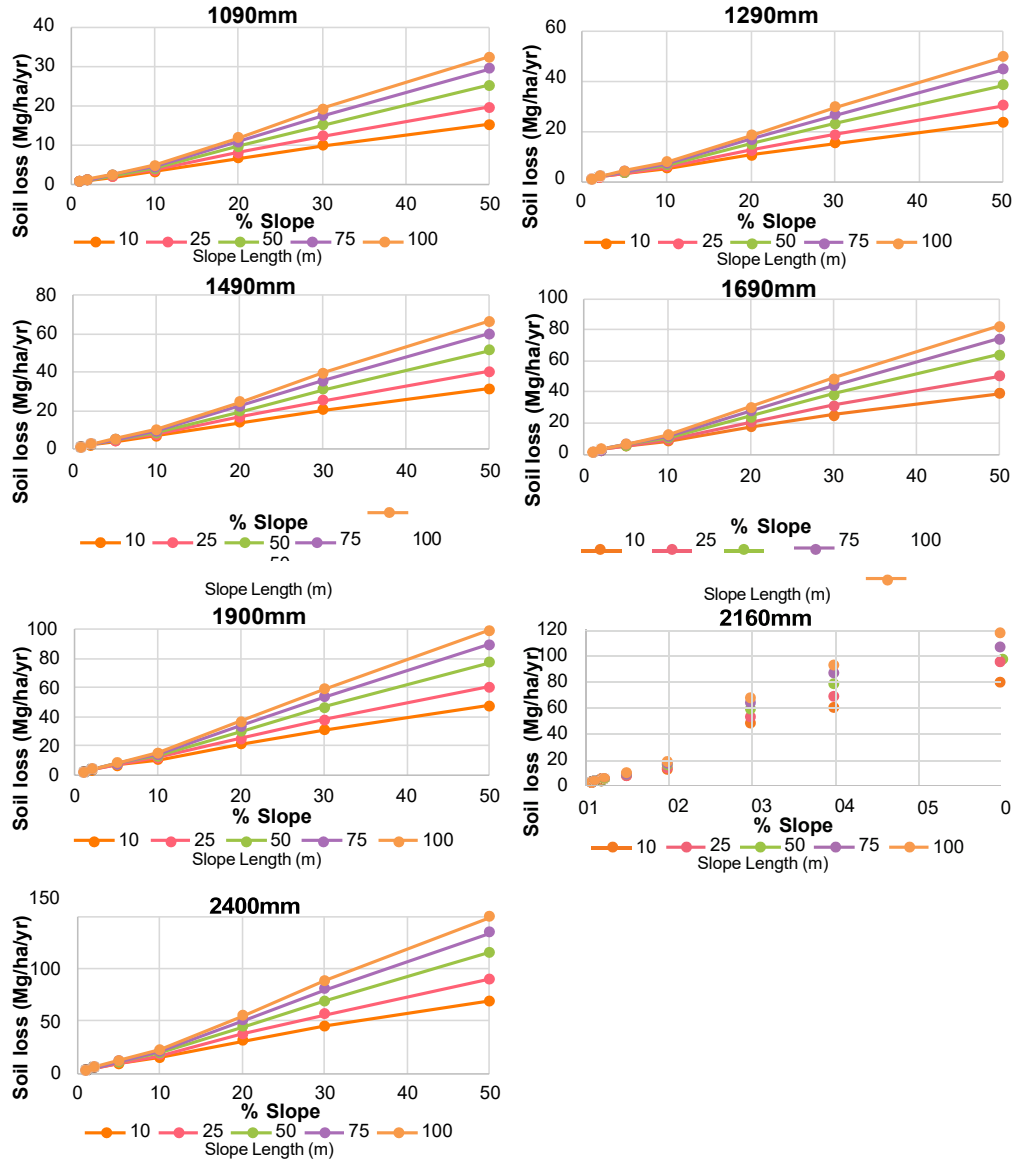 1090mm
Soil loss (Mg/ha/yr)
40
30
20
10
0
0 10 20 30 40 50
% Slope
10 25 50 75 100
Slope Length (m)
1290mm
Soil loss (Mg/ha/yr)
60
40
20
0
0 10 20 30 40 50
% Slope
10 25 50 75 100
Slope Length (m)
1490mm
Soil loss (Mg/ha/yr)
80
60
40
20
0
0 10 20 30 40 50
% Slope
10 25 50 75 100
Slope Length (m)
1690mm
Soil loss (Mg/ha/yr)
100
80
60
40
20
0
0 10 20 30 40 50
% Slope
10 25 75 100
Slope Length (m)
1900mm
Soil loss (Mg/ha/yr)
100
80
60
40
20
0
0 10 20 30 40 50
% Slope
10 25 50 75 100
Slope Length (m)
2160mm
Soil loss (Mg/ha/yr)
120
100
80
60
40
20
0
01 02 03 04 05 0
% Slope
10 25 50 75 100
Slope Length (m)
2400mm
Soil loss (Mg/ha/yr)
150
100
50
0
0 10 20 30 40 50
% Slope
10 25 50 75 100
Slope Length (m)